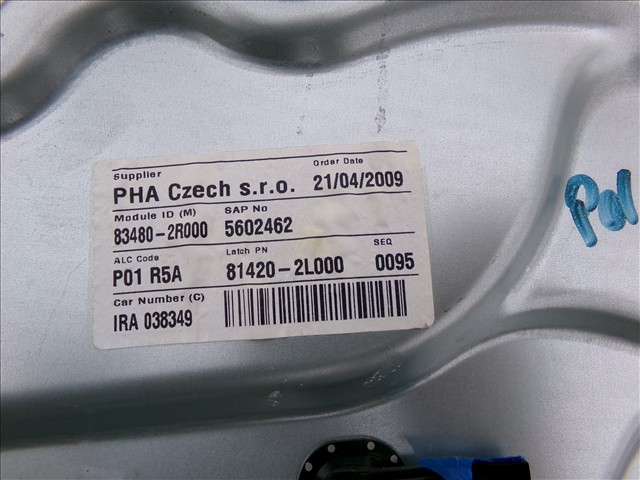 Supplier Order Date
PHA Czech s.r.o. 21/04/2009
Module ID (M) SAP No
83480-2R000 5602462
ALC Code Latch PN SEQ
P01 R5A 81420-2L000 0095
Car Number (C)
IRA 038349